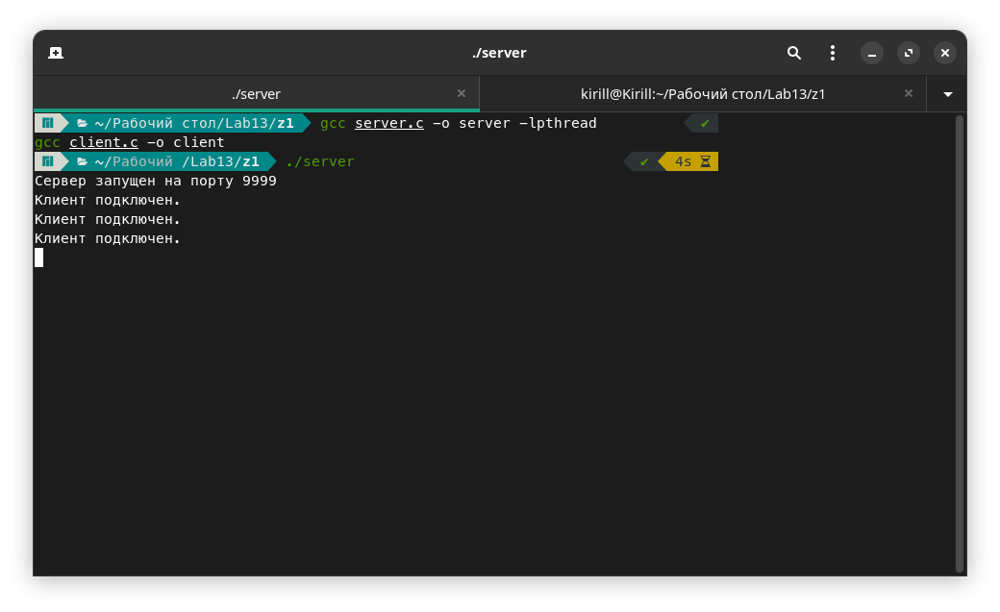 ./server
./server
kirill@Kirill:~/Рабочий стол/Lab13/z1
~/Рабочий стол/Lab13/z1 gcc server.c -o server -lpthread ✔
gcc client.c -o client
~/Рабочий /Lab13/z1 ./server ✔ 4s
Сервер запущен на порту 9999
Клиент подключен.
Клиент подключен.
Клиент подключен.